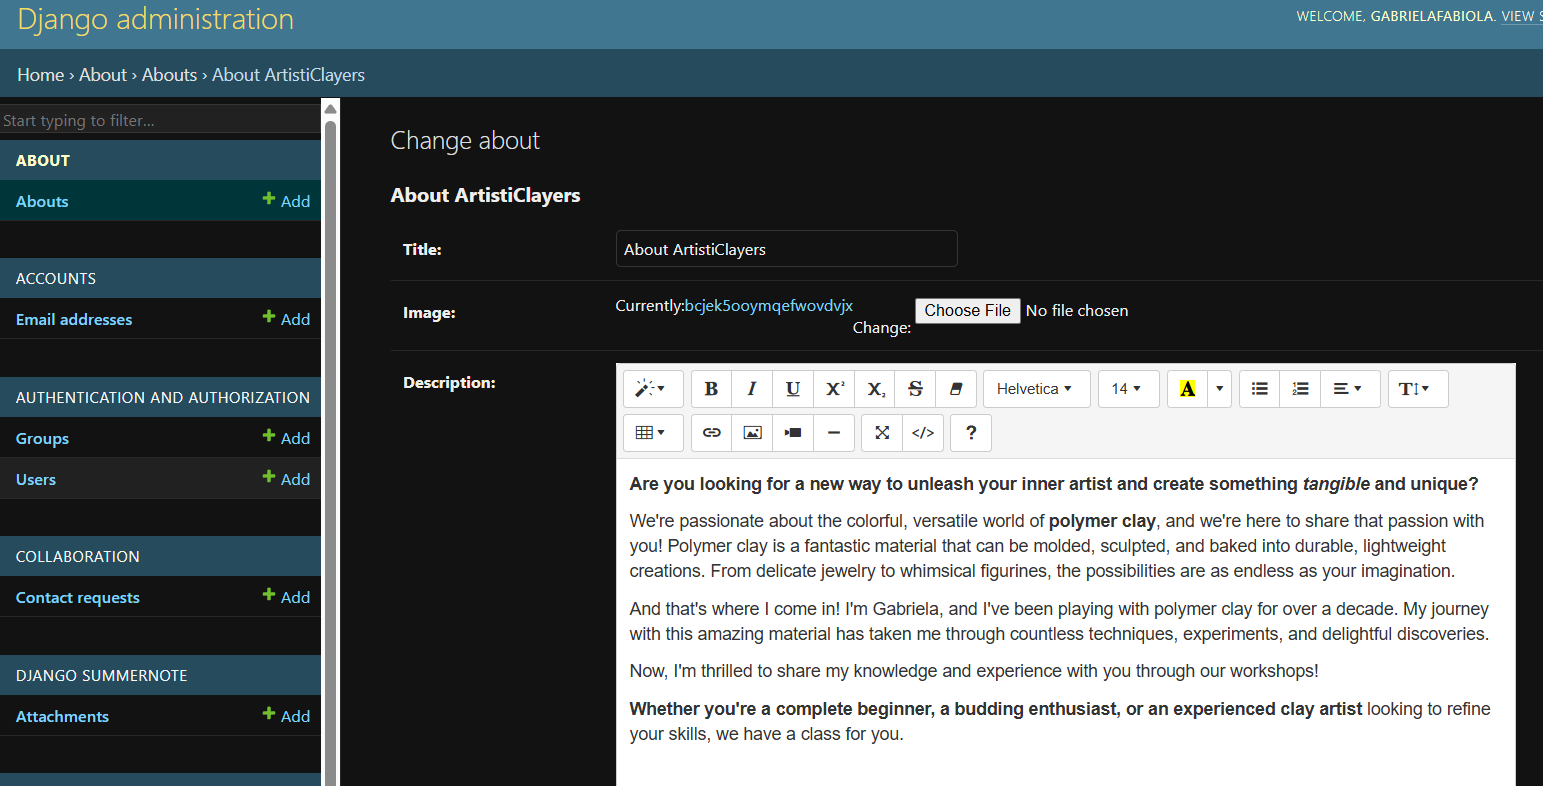 Django administration
WELCOME, GABRIELAFABIOLA. VIEW S
Home › About › Abouts › About ArtistiClayers
Start typing to filter...
ABOUT
Abouts + Add
ACCOUNTS
Email addresses + Add
AUTHENTICATION AND AUTHORIZATION
Groups + Add
Users + Add
COLLABORATION
Contact requests + Add
DJANGO SUMMERNOTE
Attachments + Add
Change about
About ArtistiClayers
Title: About ArtistiClayers
Image: Currently:bcjek5ooymqefwovdvjx
Change: Choose File No file chosen
Description:
B I U X² X₂ S Helvetica 14 A T
</> ?
Are you looking for a new way to unleash your inner artist and create something tangible and unique?
We're passionate about the colorful, versatile world of polymer clay, and we're here to share that passion with
you! Polymer clay is a fantastic material that can be molded, sculpted, and baked into durable, lightweight
creations. From delicate jewelry to whimsical figurines, the possibilities are as endless as your imagination.
And that's where I come in! I'm Gabriela, and I've been playing with polymer clay for over a decade. My journey
with this amazing material has taken me through countless techniques, experiments, and delightful discoveries.
Now, I'm thrilled to share my knowledge and experience with you through our workshops!
Whether you're a complete beginner, a budding enthusiast, or an experienced clay artist looking to refine
your skills, we have a class for you.